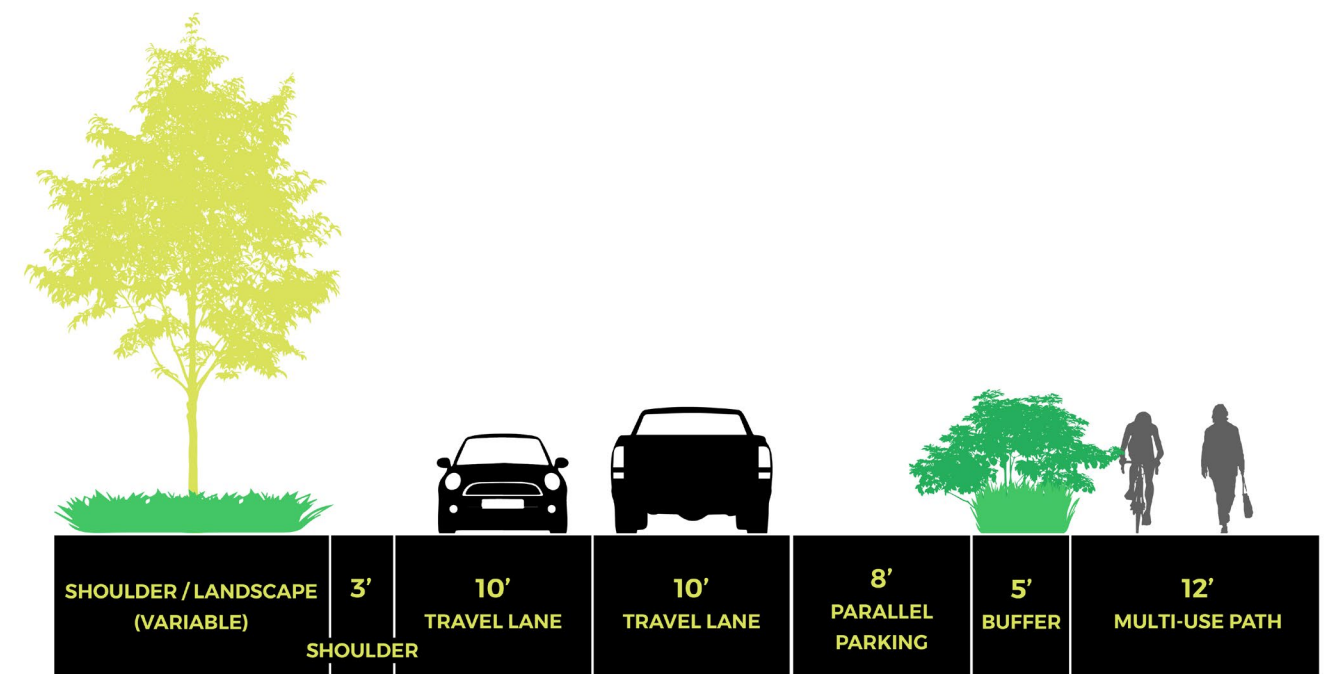 SHOULDER / LANDSCAPE
(VARIABLE)
3’
SHOULDER
10’
TRAVEL LANE
10’
TRAVEL LANE
8’
PARALLEL
PARKING
5’
BUFFER
12’
MULTI-USE PATH